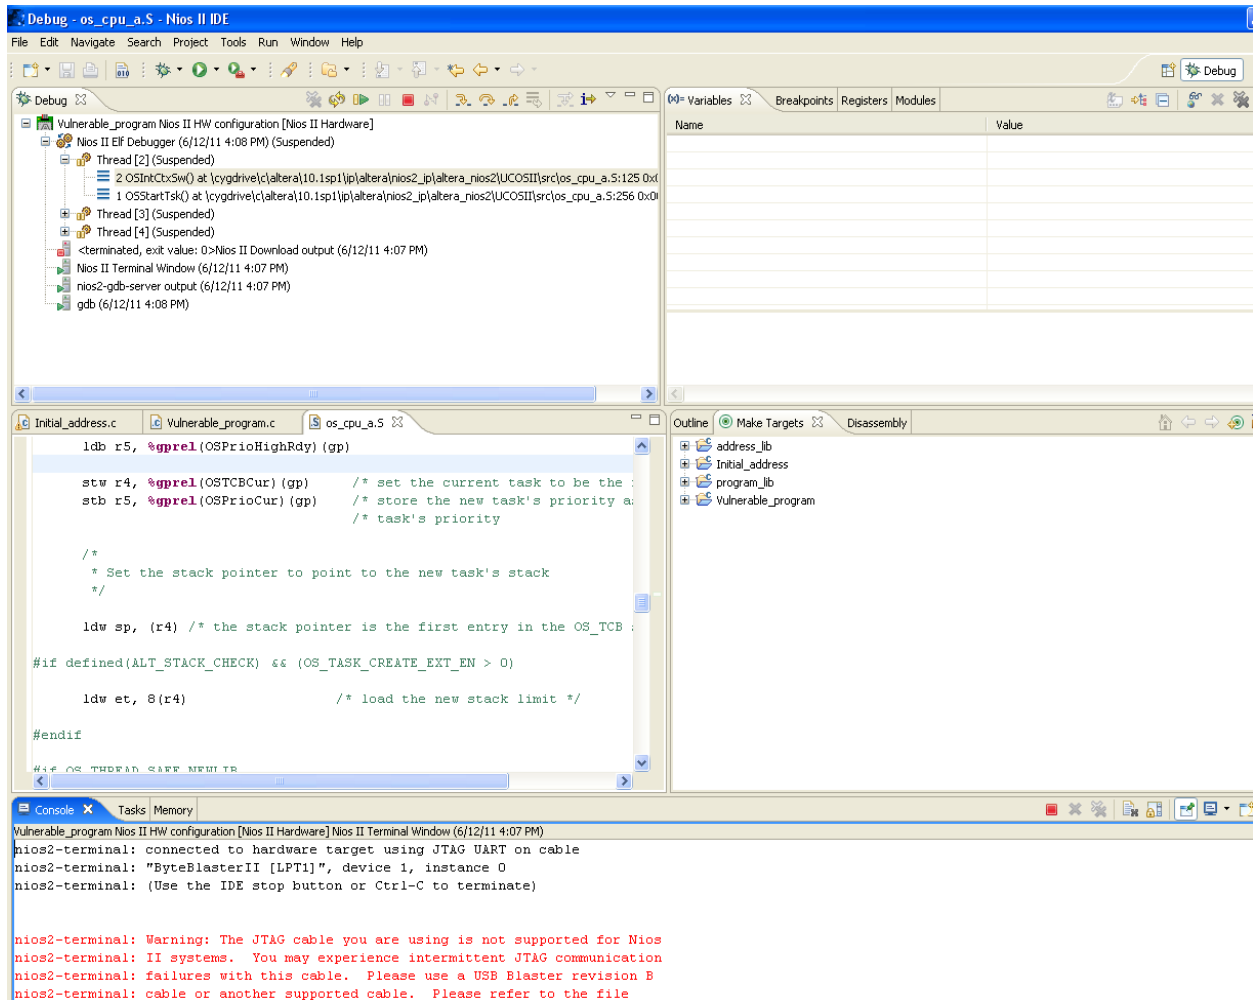 Debug - os_cpu_a.S - Nios II IDE
File Edit Navigate Search Project Tools Run Window Help
Debug
Debug
Vulnerable_program Nios II HW configuration [Nios II Hardware]
Nios II Elf Debugger (6/12/11 4:08 PM) (Suspended)
Thread [2] (Suspended)
2 OSIntCtxSw() at \cygdrive\c\altera\10.1sp1\ip\altera\nios2_ip\altera_nios2\UCOSII\src\os_cpu_a.S:125
1 OSStartTsk() at \cygdrive\c\altera\10.1sp1\ip\altera\nios2_ip\altera_nios2\UCOSII\src\os_cpu_a.S:256
Thread [3] (Suspended)
Thread [4] (Suspended)
<terminated, exit value: 0>Nios II Download output (6/12/11 4:07 PM)
Nios II Terminal Window (6/12/11 4:07 PM)
nios2-gdb-server output (6/12/11 4:07 PM)
gdb (6/12/11 4:08 PM)
(x)= Variables Breakpoints Registers Modules
Name Value
Initial_address.c Vulnerable_program.c os_cpu_a.S
ldb r5, %gprel(OSPrioHighRdy)(gp)
stw r4, %gprel(OSTCBCur)(gp) /* set the current task to be the
stb r5, %gprel(OSPrioCur)(gp) /* store the new task's priority a
/* task's priority
/*
* Set the stack pointer to point to the new task's stack
*/
ldw sp, (r4) /* the stack pointer is the first entry in the OS_TCB
#if defined(ALT_STACK_CHECK) && (OS_TASK_CREATE_EXT_EN > 0)
ldw et, 8(r4) /* load the new stack limit */
#endif
#if OS_THREAD_SAFE_NEWLIB
Outline Make Targets Disassembly
address_lib
Initial_address
program_lib
Vulnerable_program
Console Tasks Memory
Vulnerable_program Nios II HW configuration [Nios II Hardware] Nios II Terminal Window (6/12/11 4:07 PM)
nios2-terminal: connected to hardware target using JTAG UART on cable
nios2-terminal: "ByteBlasterII [LPT1]", device 1, instance 0
nios2-terminal: (Use the IDE stop button or Ctrl-C to terminate)
nios2-terminal: Warning: The JTAG cable you are using is not supported for Nios
nios2-terminal: II systems. You may experience intermittent JTAG communication
nios2-terminal: failures with this cable. Please use a USB Blaster revision B
nios2-terminal: cable or another supported cable. Please refer to the file